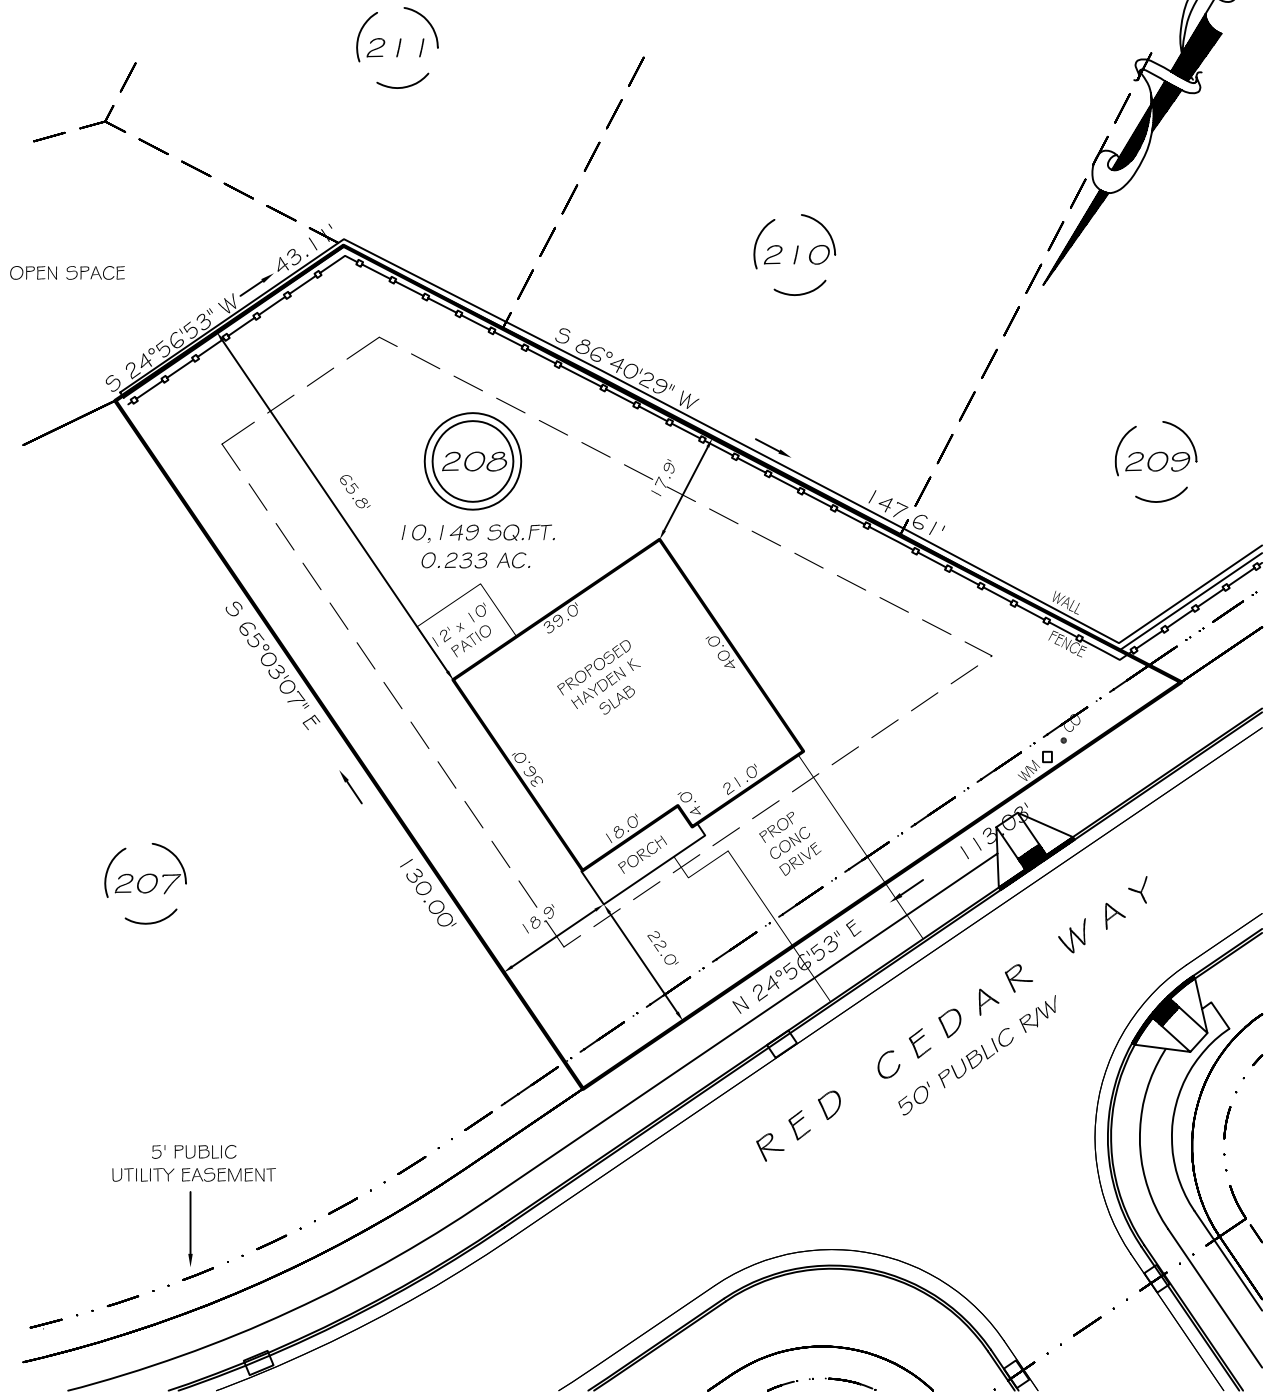 211
OPEN SPACE
43.11'
S 24°56'53" W
210
S 86°40'29" W
209
208
10,149 SQ.FT.
0.233 AC.
65.8'
17.9'
147.61'
WALL
FENCE
12' x 10'
PATIO
39.0'
40.0'
PROPOSED
HAYDEN K
SLAB
S 65°03'07" E
130.00'
36.0'
21.0'
4.0'
18.0'
PORCH
PROP
CONC
DRIVE
WM
CO
113.03'
207
18.9'
22.0'
N 24°56'53" E
RED CEDAR WAY
50' PUBLIC R/W
5' PUBLIC
UTILITY EASEMENT